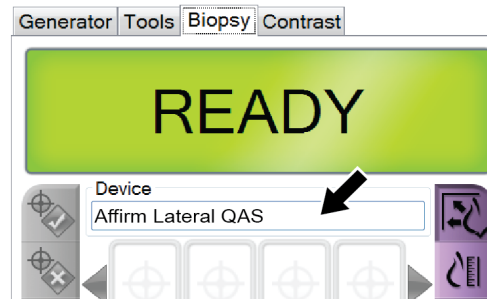 Generator Tools Biopsy Contrast
READY
Device
Affirm Lateral QAS